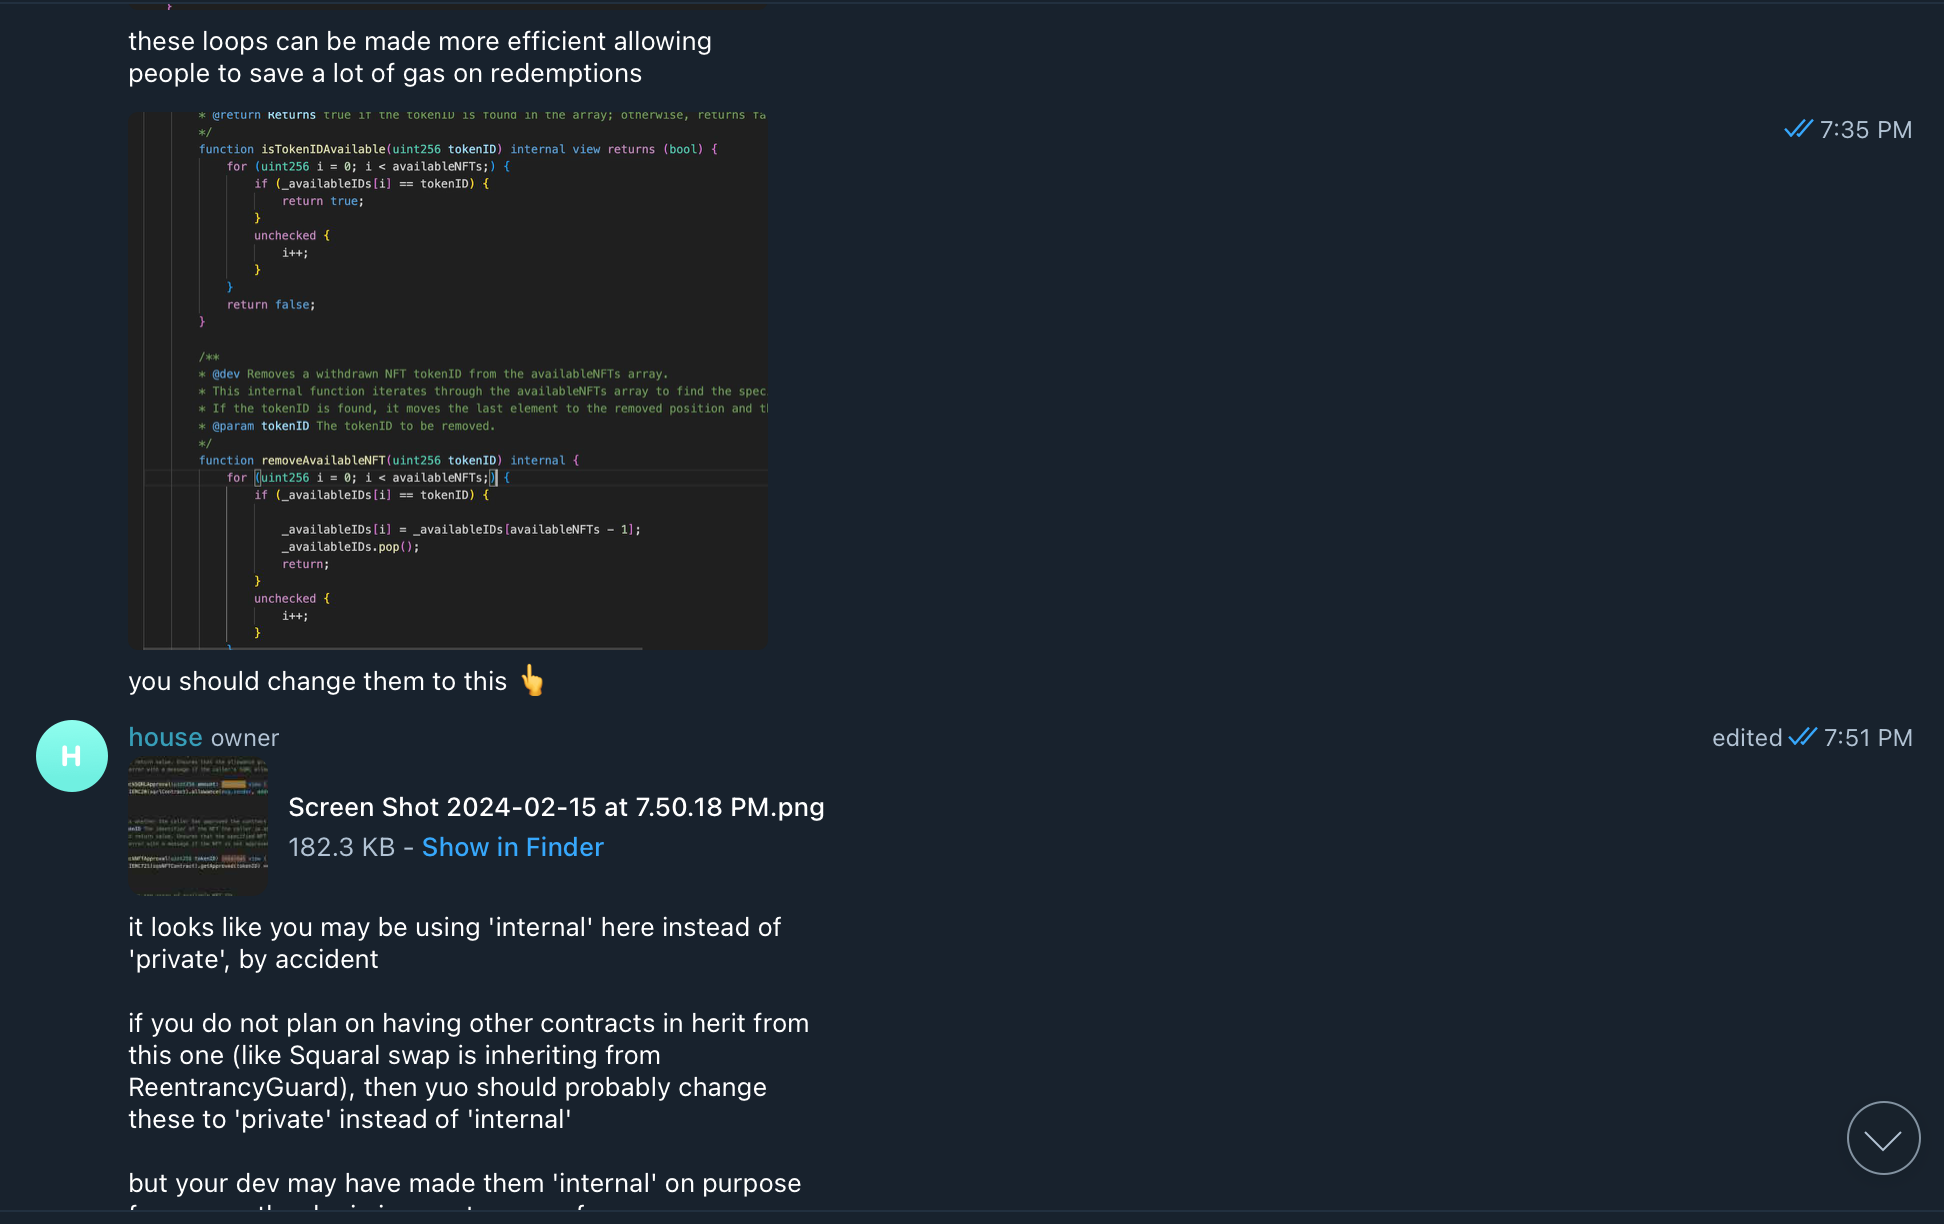 }
these loops can be made more efficient allowing
people to save a lot of gas on redemptions
* @return Returns true if the tokenID is found in the array; otherwise, returns fa
7:35 PM
*/
function isTokenIDAvailable(uint256 tokenID) internal view returns (bool) {
for (uint256 i = 0; i < availableNFTs;) {
if (_availableIDs[i] == tokenID) {
return true;
}
unchecked {
i++;
}
}
return false;
}
/**
* @dev Removes a withdrawn NFT tokenID from the availableNFTs array.
* This internal function iterates through the availableNFTs array to find the spec
* If the tokenID is found, it moves the last element to the removed position and th
* @param tokenID The tokenID to be removed.
*/
function removeAvailableNFT(uint256 tokenID) internal {
for (uint256 i = 0; i < availableNFTs;) {
if (_availableIDs[i] == tokenID) {
_availableIDs[i] = _availableIDs[availableNFTs - 1];
_availableIDs.pop();
return;
}
unchecked {
i++;
}
}
you should change them to this 👆
H
house owner
edited 7:51 PM
Screen Shot 2024-02-15 at 7.50.18 PM.png
182.3 KB - Show in Finder
it looks like you may be using 'internal' here instead of
'private', by accident
if you do not plan on having other contracts in herit from
this one (like Squaral swap is inheriting from
ReentrancyGuard), then yuo should probably change
these to 'private' instead of 'internal'
but your dev may have made them 'internal' on purpose